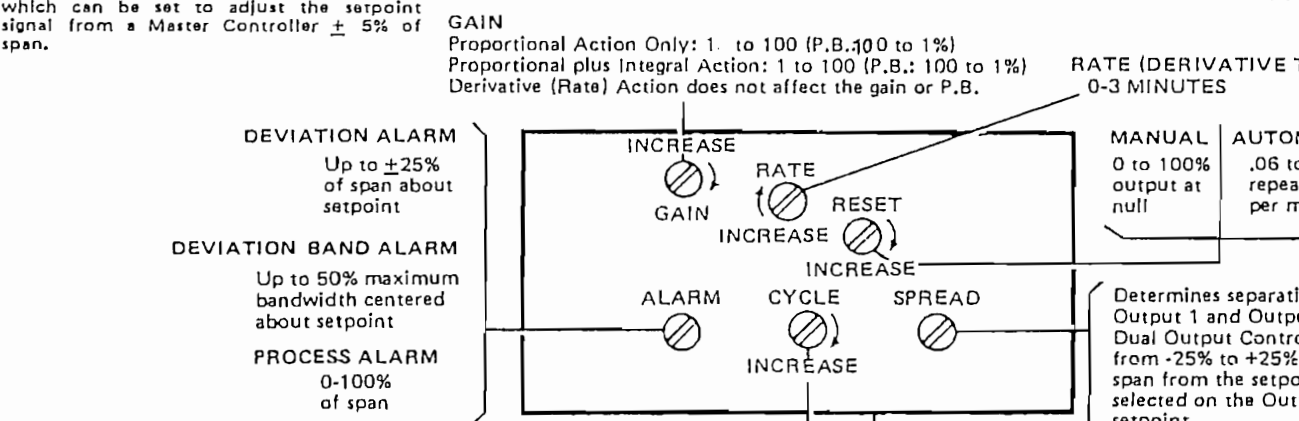 which can be set to adjust the setpoint
signal from a Master Controller ± 5% of
span.
GAIN
Proportional Action Only: 1 to 100 (P.B.:100 to 1%)
Proportional plus Integral Action: 1 to 100 (P.B.: 100 to 1%)
Derivative (Rate) Action does not affect the gain or P.B.
RATE (DERIVATIVE
0-3 MINUTES
DEVIATION ALARM
Up to ±25%
of span about
setpoint
DEVIATION BAND ALARM
Up to 50% maximum
bandwidth centered
about setpoint
PROCESS ALARM
0-100%
of span
INCREASE
GAIN
RATE
INCREASE
RESET
INCREASE
ALARM
CYCLE
INCREASE
SPREAD
MANUAL
0 to 100%
output at
null
.06 to
per
Determines
Output 1 and
Dual Output
from -25% to +25%
span from the
selected on the